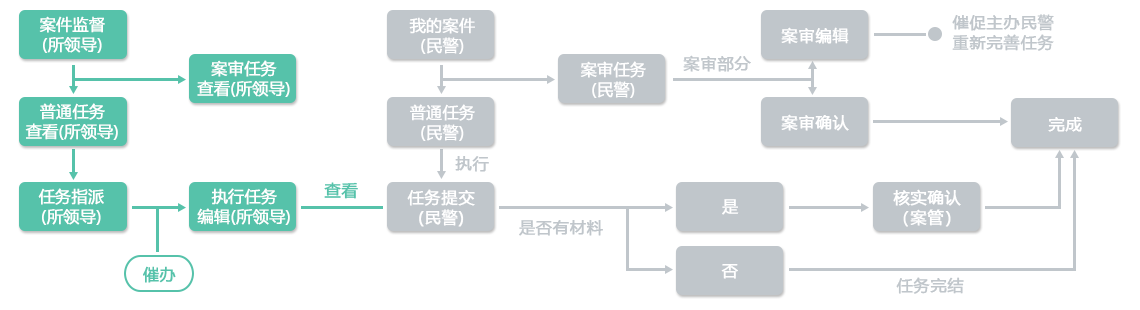 案件监督
(所领导)
案审任务
查看(所领导)
普通任务
查看(所领导)
任务指派
(所领导)
执行任务
编辑(所领导)
催办
查看
我的案件
(民警)
案审任务
(民警)
普通任务
(民警)
执行
任务提交
(民警)
案审部分
案审编辑
催促主办民警
重新完善任务
案审确认
完成
是否有材料
是
核实确认
（案管）
否
任务完结